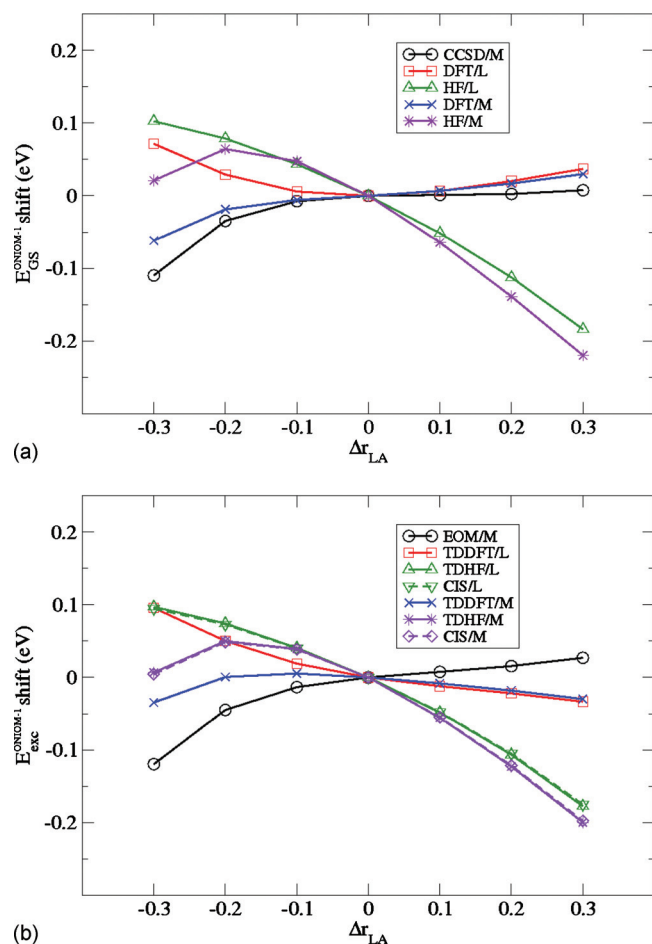 0.2
0.1
0
-0.1
-0.2
E_GS^ONIOM-1 shift (eV)
CCSD/M
DFT/L
HF/L
DFT/M
HF/M
-0.3 -0.2 -0.1 0 0.1 0.2 0.3
Δr_LA
(a)
0.2
0.1
0
-0.1
-0.2
E_exc^ONIOM-1 shift (eV)
EOM/M
TDDFT/L
TDHF/L
CIS/L
TDDFT/M
TDHF/M
CIS/M
-0.3 -0.2 -0.1 0 0.1 0.2 0.3
Δr_LA
(b)